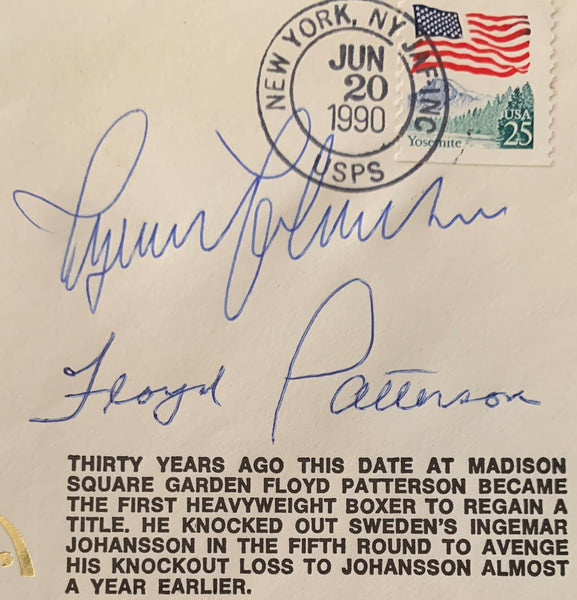 NEW YORK, NY JAF-INC
JUN
20
1990
USPS
USA
25
Yosemite
Ingemar Johansson
Floyd Patterson
THIRTY YEARS AGO THIS DATE AT MADISON
SQUARE GARDEN FLOYD PATTERSON BECAME
THE FIRST HEAVYWEIGHT BOXER TO REGAIN A
TITLE. HE KNOCKED OUT SWEDEN'S INGEMAR
JOHANSSON IN THE FIFTH ROUND TO AVENGE
HIS KNOCKOUT LOSS TO JOHANSSON ALMOST
A YEAR EARLIER.